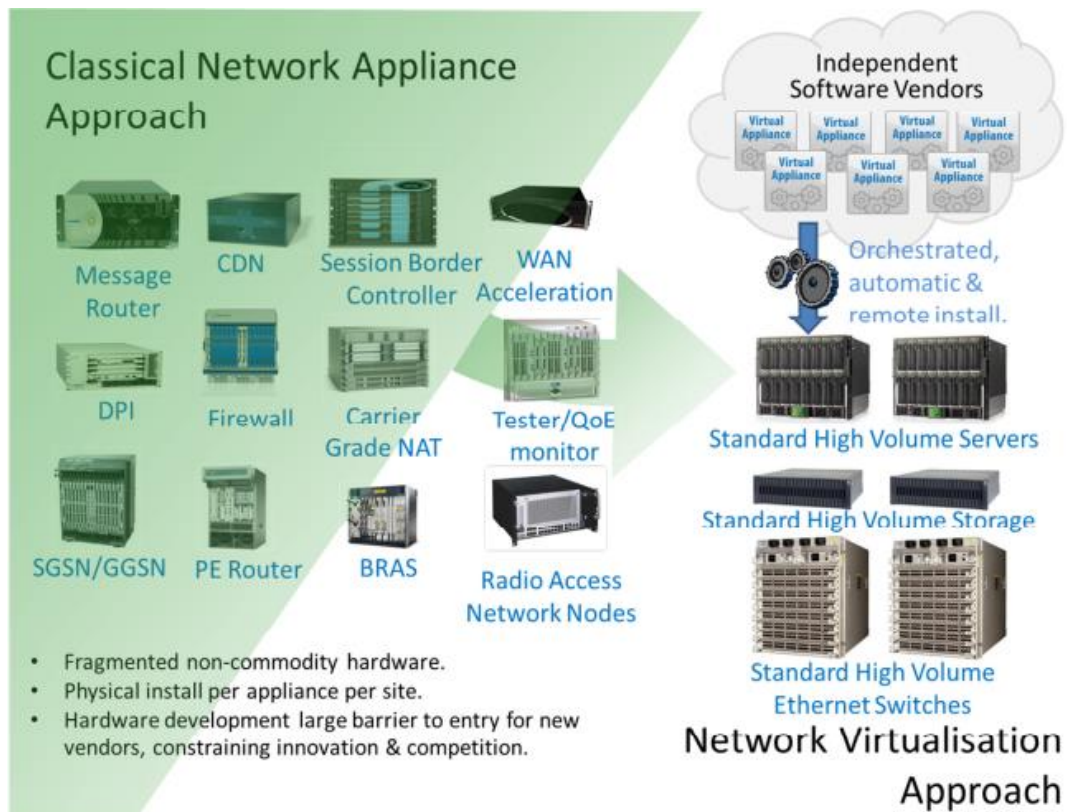 Classical Network Appliance
Approach
Message
Router
CDN
Session Border
Controller
WAN
Acceleration
DPI
Firewall
Carrier
Grade NAT
Tester/QoE
monitor
SGSN/GGSN
PE Router
BRAS
Radio Access
Network Nodes
• Fragmented non-commodity hardware.
• Physical install per appliance per site.
• Hardware development large barrier to entry for new
vendors, constraining innovation & competition.
Independent
Software Vendors
Virtual
Appliance
Virtual
Appliance
Virtual
Appliance
Virtual
Appliance
Virtual
Appliance
Virtual
Appliance
Virtual
Appliance
Orchestrated,
automatic &
remote install.
Standard High Volume Servers
Standard High Volume Storage
Standard High Volume
Ethernet Switches
Network Virtualisation
Approach